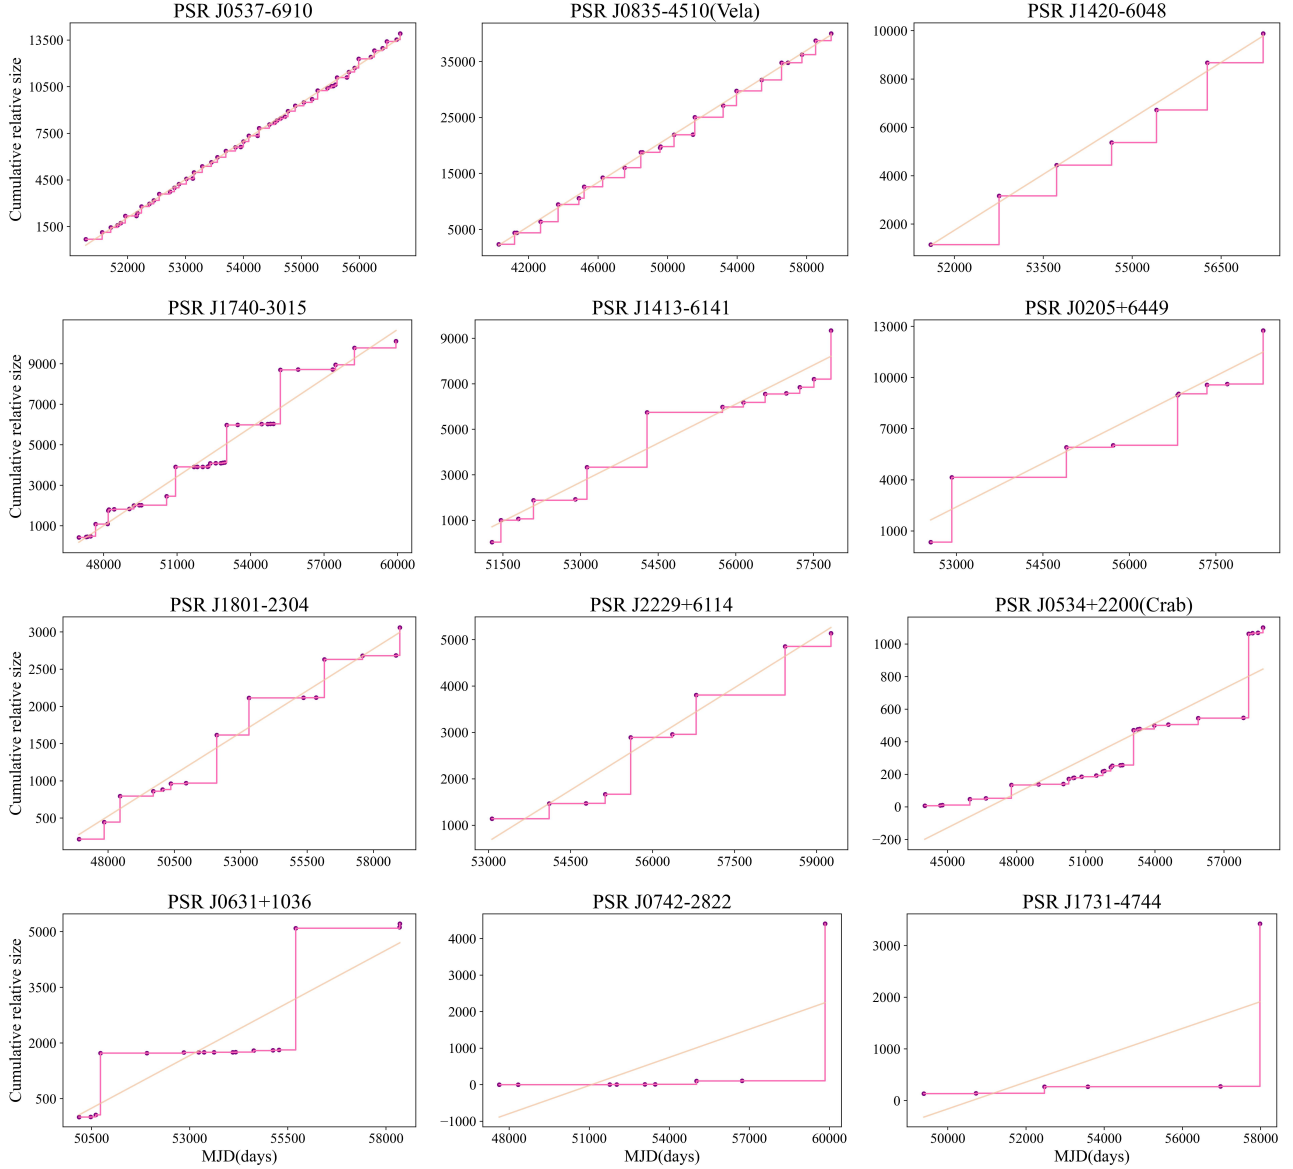 PSR J0537-6910
PSR J0835-4510(Vela)
PSR J1420-6048
Cumulative relative size
13500
10500
7500
4500
1500
52000 53000 54000 55000 56000
35000
25000
15000
5000
42000 46000 50000 54000 58000
10000
8000
6000
4000
2000
52000 53500 55000 56500
PSR J1740-3015
PSR J1413-6141
PSR J0205+6449
Cumulative relative size
9000
7000
5000
3000
1000
48000 51000 54000 57000 60000
9000
7000
5000
3000
1000
51500 53000 54500 56000 57500
13000
10000
7000
4000
1000
53000 54500 56000 57500
PSR J1801-2304
PSR J2229+6114
PSR J0534+2200(Crab)
Cumulative relative size
3000
2500
2000
1500
1000
500
48000 50500 53000 55500 58000
5000
4000
3000
2000
1000
53000 54500 56000 57500 59000
1000
800
600
400
200
0
−200
45000 48000 51000 54000 57000
PSR J0631+1036
PSR J0742-2822
PSR J1731-4744
Cumulative relative size
5000
3500
2000
500
50500 53000 55500 58000
MJD(days)
4000
3000
2000
1000
0
−1000
48000 51000 54000 57000 60000
MJD(days)
3000
2000
1000
0
50000 52000 54000 56000 58000
MJD(days)